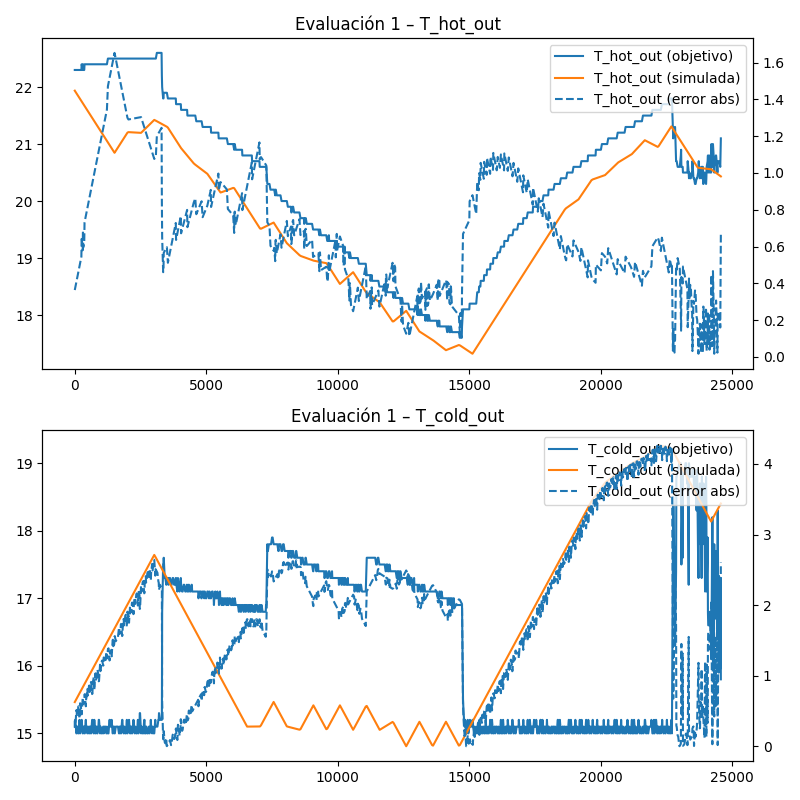 Evaluación 1 – T_hot_out
T_hot_out (objetivo)
T_hot_out (simulada)
T_hot_out (error abs)
22
21
20
19
18
1.6
1.4
1.2
1.0
0.8
0.6
0.4
0.2
0.0
0 5000 10000 15000 20000 25000
Evaluación 1 – T_cold_out
T_cold_out (objetivo)
T_cold_out (simulada)
T_cold_out (error abs)
19
18
17
16
15
4
3
2
1
0
0 5000 10000 15000 20000 25000